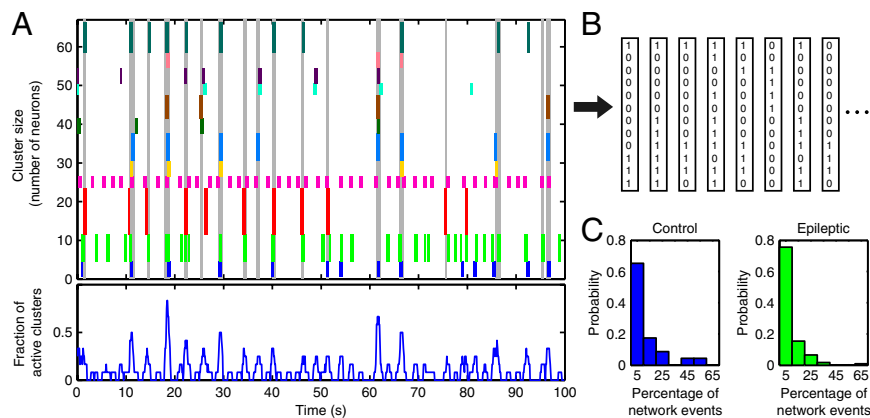 A
Cluster size
(number of neurons)
60
50
40
30
20
10
0
Fraction of
active clusters
0.5
0
0 10 20 30 40 50 60 70 80 90 100
Time (s)
B
...
C
Control
Probability
0.8
0.6
0.4
0.2
0
5 25 45 65
Percentage of
network events
Epileptic
Probability
0.8
0.6
0.4
0.2
0
5 25 45 65
Percentage of
network events